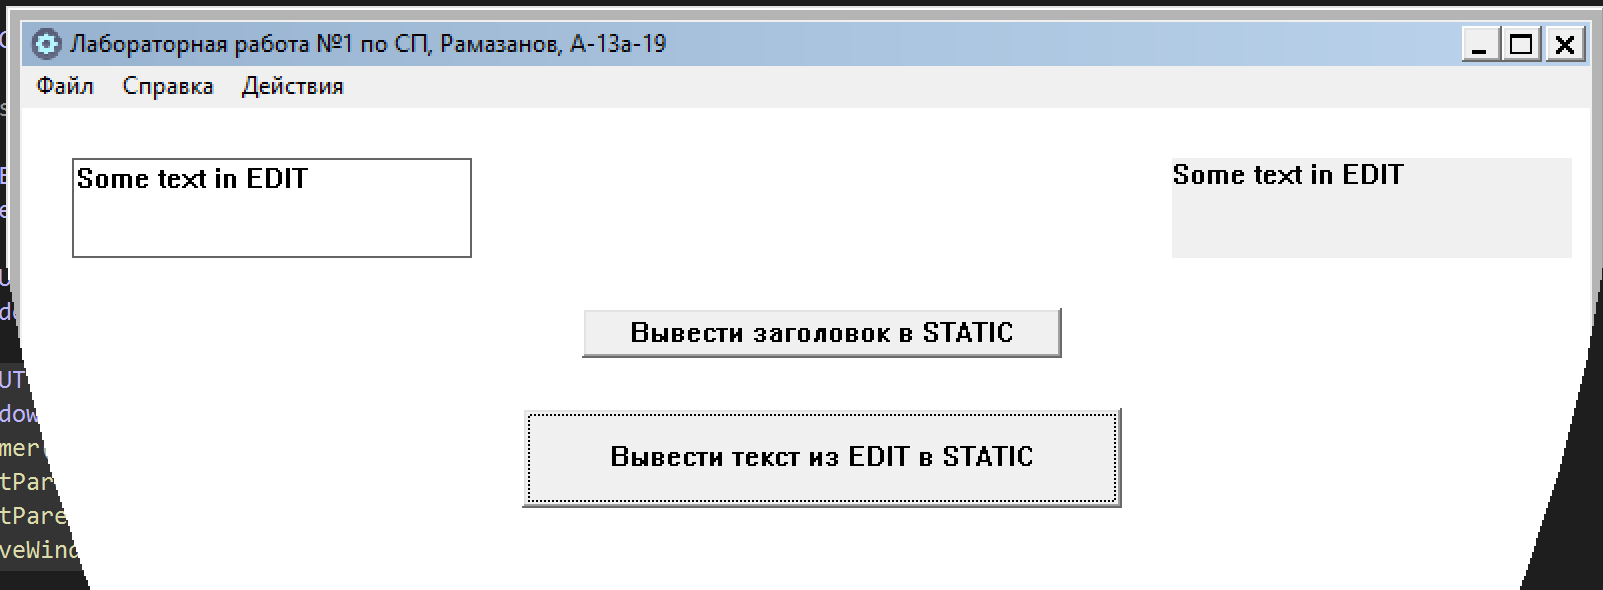 Лабораторная работа №1 по СП, Рамазанов, А-13а-19
Файл Справка Действия
Some text in EDIT
Some text in EDIT
Вывести заголовок в STATIC
Вывести текст из EDIT в STATIC